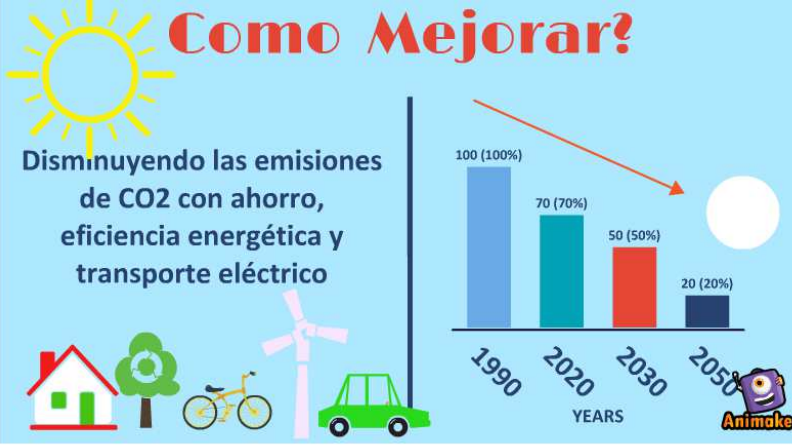 Como Mejorar?
Disminuyendo las emisiones
de CO2 con ahorro,
eficiencia energética y
transporte eléctrico
100 (100%)
70 (70%)
50 (50%)
20 (20%)
1990
2020
2030
2050
YEARS
Animake